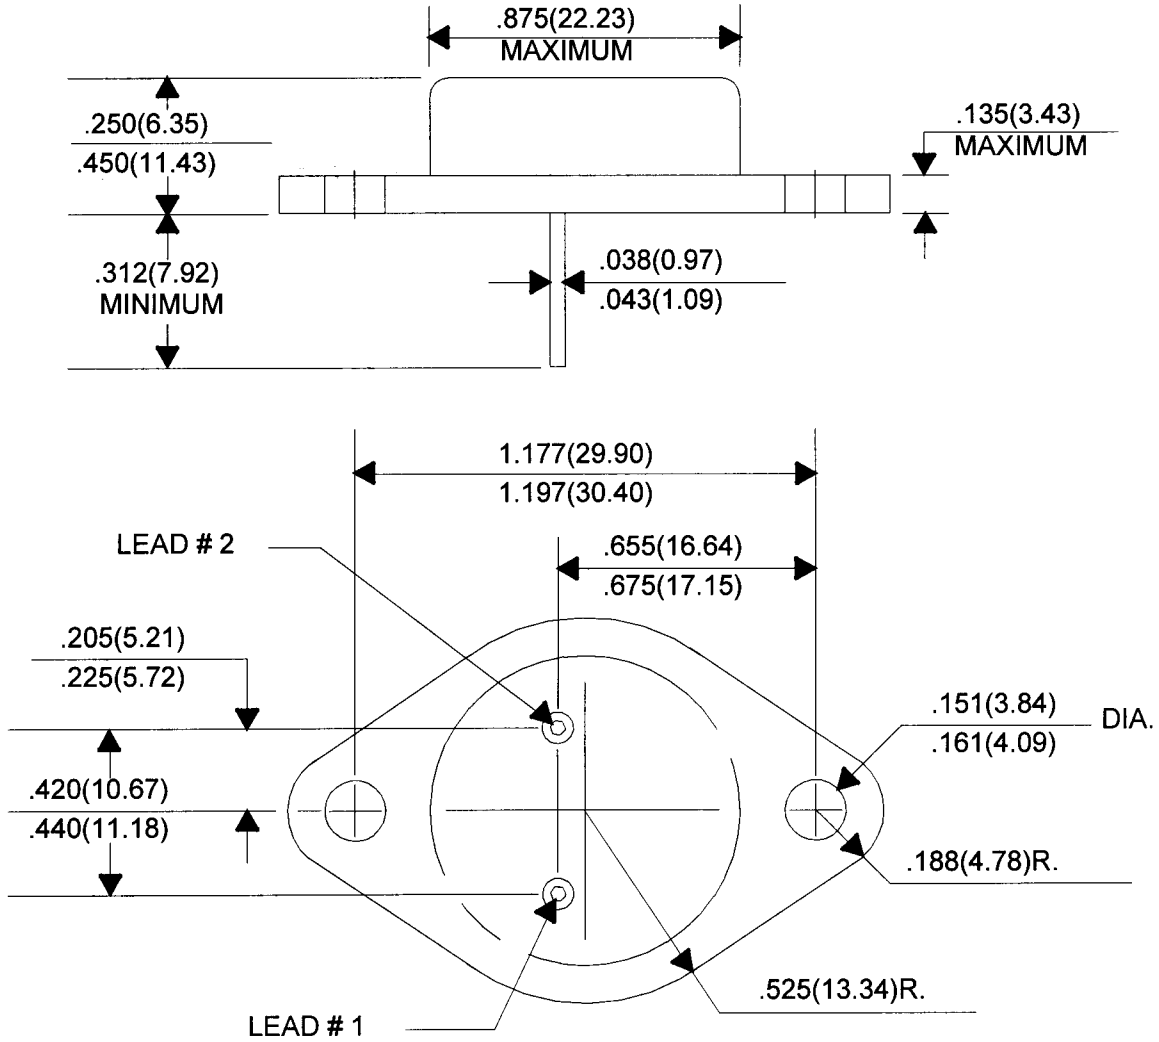 .875(22.23)
MAXIMUM
.250(6.35)
.450(11.43)
.135(3.43)
MAXIMUM
.312(7.92)
MINIMUM
.038(0.97)
.043(1.09)
1.177(29.90)
1.197(30.40)
LEAD # 2
.655(16.64)
.675(17.15)
.205(5.21)
.225(5.72)
.151(3.84)
.161(4.09)
DIA.
.420(10.67)
.440(11.18)
.188(4.78)R.
.525(13.34)R.
LEAD # 1